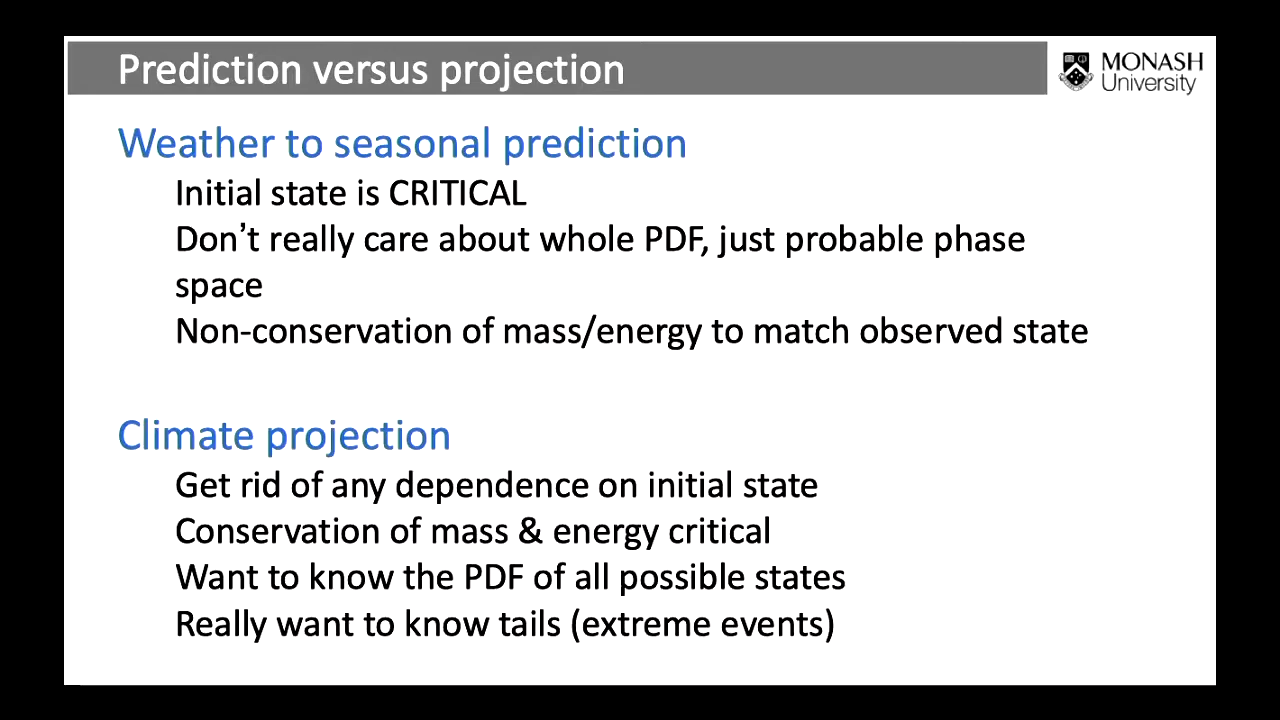 Prediction versus projection
MONASH
University
Weather to seasonal prediction
Initial state is CRITICAL
Don’t really care about whole PDF, just probable phase
space
Non-conservation of mass/energy to match observed state
Climate projection
Get rid of any dependence on initial state
Conservation of mass & energy critical
Want to know the PDF of all possible states
Really want to know tails (extreme events)